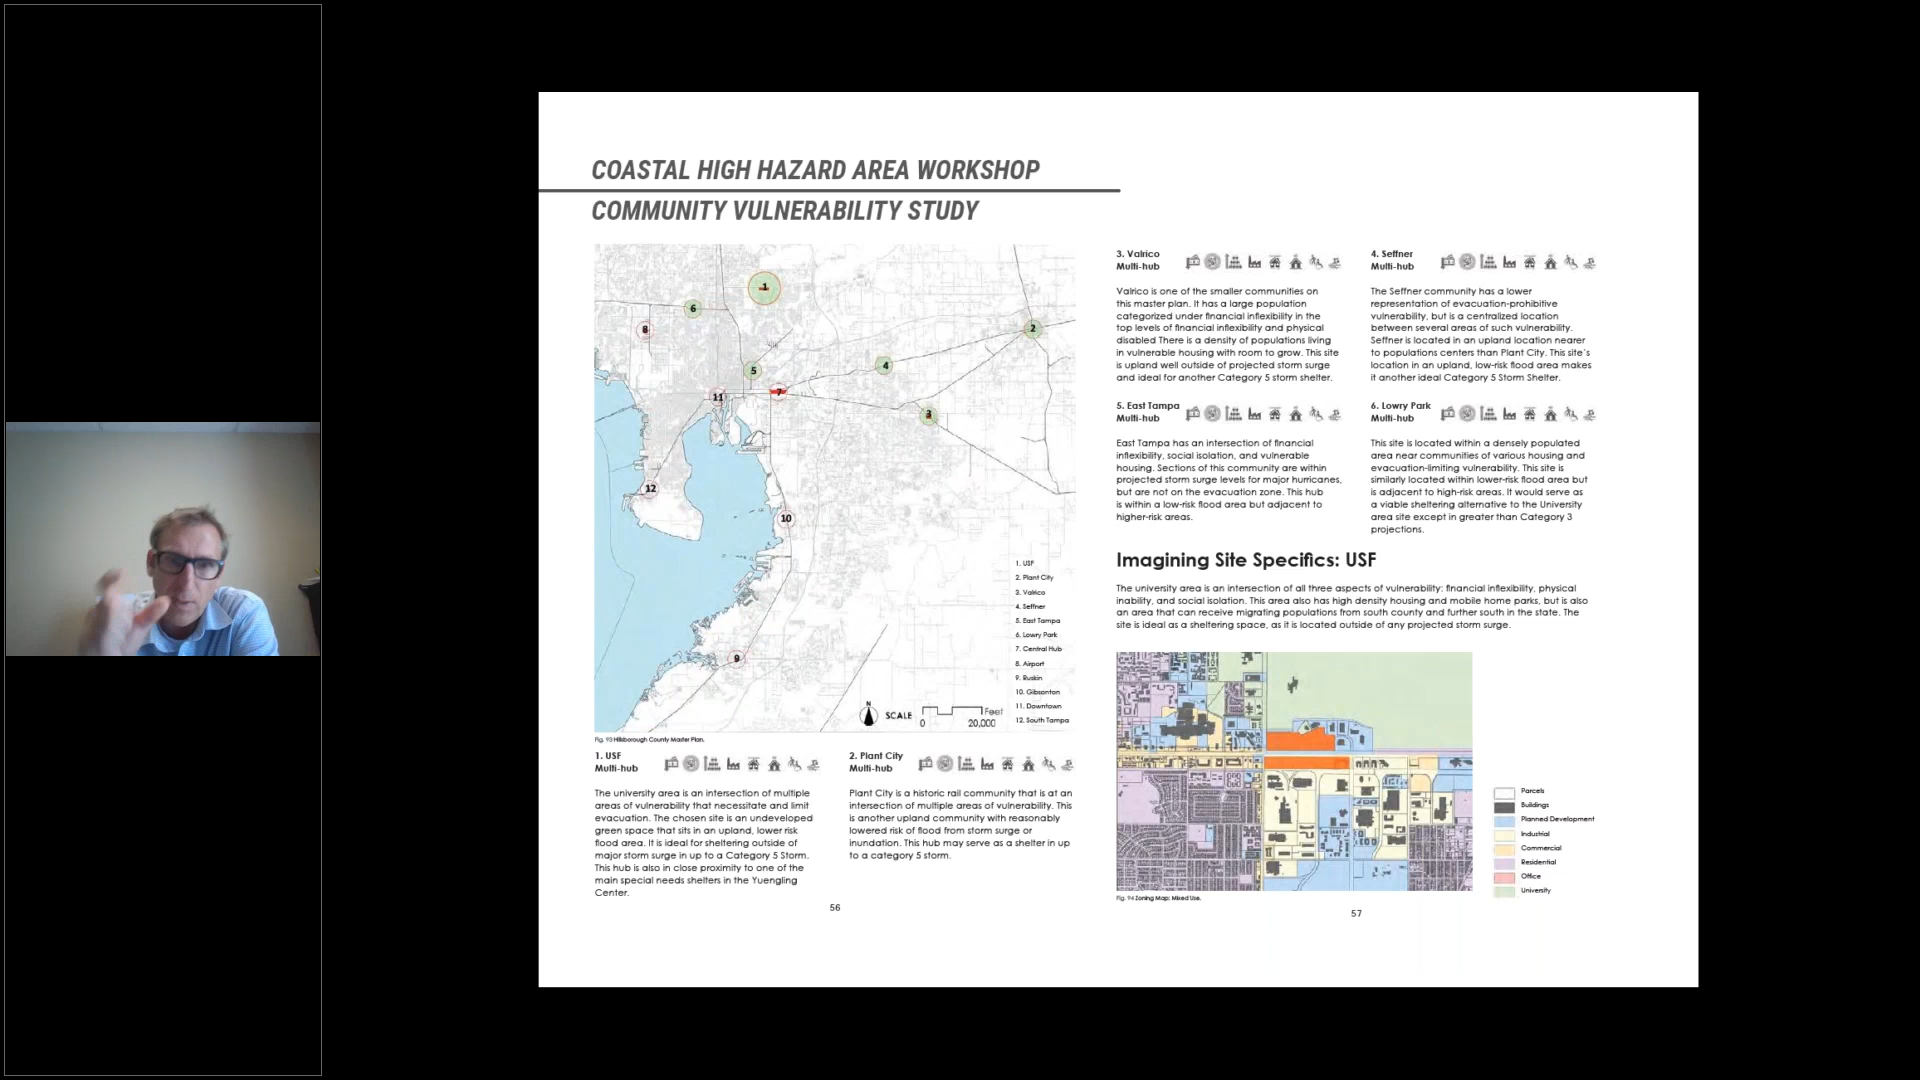 COASTAL HIGH HAZARD AREA WORKSHOP
COMMUNITY VULNERABILITY STUDY
1
6
8
2
5
4
7
11
3
12
10
9
1. USF
2. Plant City
3. Valrico
4. Seffner
5. East Tampa
6. Lowry Park
7. Central Hub
8. Airport
9. Ruskin
10. Gibsonton
11. Downtown
12. South Tampa
N
SCALE
Feet
0
20,000
Fig. 93 Hillsborough County Master Plan.
1. USF
Multi-hub
The university area is an intersection of multiple
areas of vulnerability that necessitate and limit
evacuation. The chosen site is an undeveloped
green space that sits in an upland, lower risk
flood area. It is ideal for sheltering outside of
major storm surge in up to a Category 5 Storm.
This hub is also in close proximity to one of the
main special needs shelters in the Yuengling
Center.
2. Plant City
Multi-hub
Plant City is a historic rail community that is at an
intersection of multiple areas of vulnerability. This
is another upland community with reasonably
lowered risk of flood from storm surge or
inundation. This hub may serve as a shelter in up
to a category 5 storm.
56
3. Valrico
Multi-hub
Valrico is one of the smaller communities on
this master plan. It has a large population
categorized under financial inflexibility in the
top levels of financial inflexibility and physical
disabled There is a density of populations living
in vulnerable housing with room to grow. This site
is upland well outside of projected storm surge
and ideal for another Category 5 storm shelter.
4. Seffner
Multi-hub
The Seffner community has a lower
representation of evacuation-prohibitive
vulnerability, but is a centralized location
between several areas of such vulnerability.
Seffner is located in an upland location nearer
to populations centers than Plant City. This site's
location in an upland, low-risk flood area makes
it another ideal Category 5 Storm Shelter.
5. East Tampa
Multi-hub
East Tampa has an intersection of financial
inflexibility, social isolation, and vulnerable
housing. Sections of this community are within
projected storm surge levels for major hurricanes,
but are not on the evacuation zone. This hub
is within a low-risk flood area but adjacent to
higher-risk areas.
6. Lowry Park
Multi-hub
This site is located within a densely populated
area near communities of various housing and
evacuation-limiting vulnerability. This site is
similarly located within lower-risk flood area but
is adjacent to high-risk areas. It would serve as
a viable sheltering alternative to the University
area site except in greater than Category 3
projections.
Imagining Site Specifics: USF
The university area is an intersection of all three aspects of vulnerability: financial inflexibility, physical
inability, and social isolation. This area also has high density housing and mobile home parks, but is also
an area that can receive migrating populations from south county and further south in the state. The
site is ideal as a sheltering space, as it is located outside of any projected storm surge.
Parcels
Buildings
Planned Development
Industrial
Commercial
Residential
Office
University
Fig. 94 Zoning Map: Mixed Use.
57